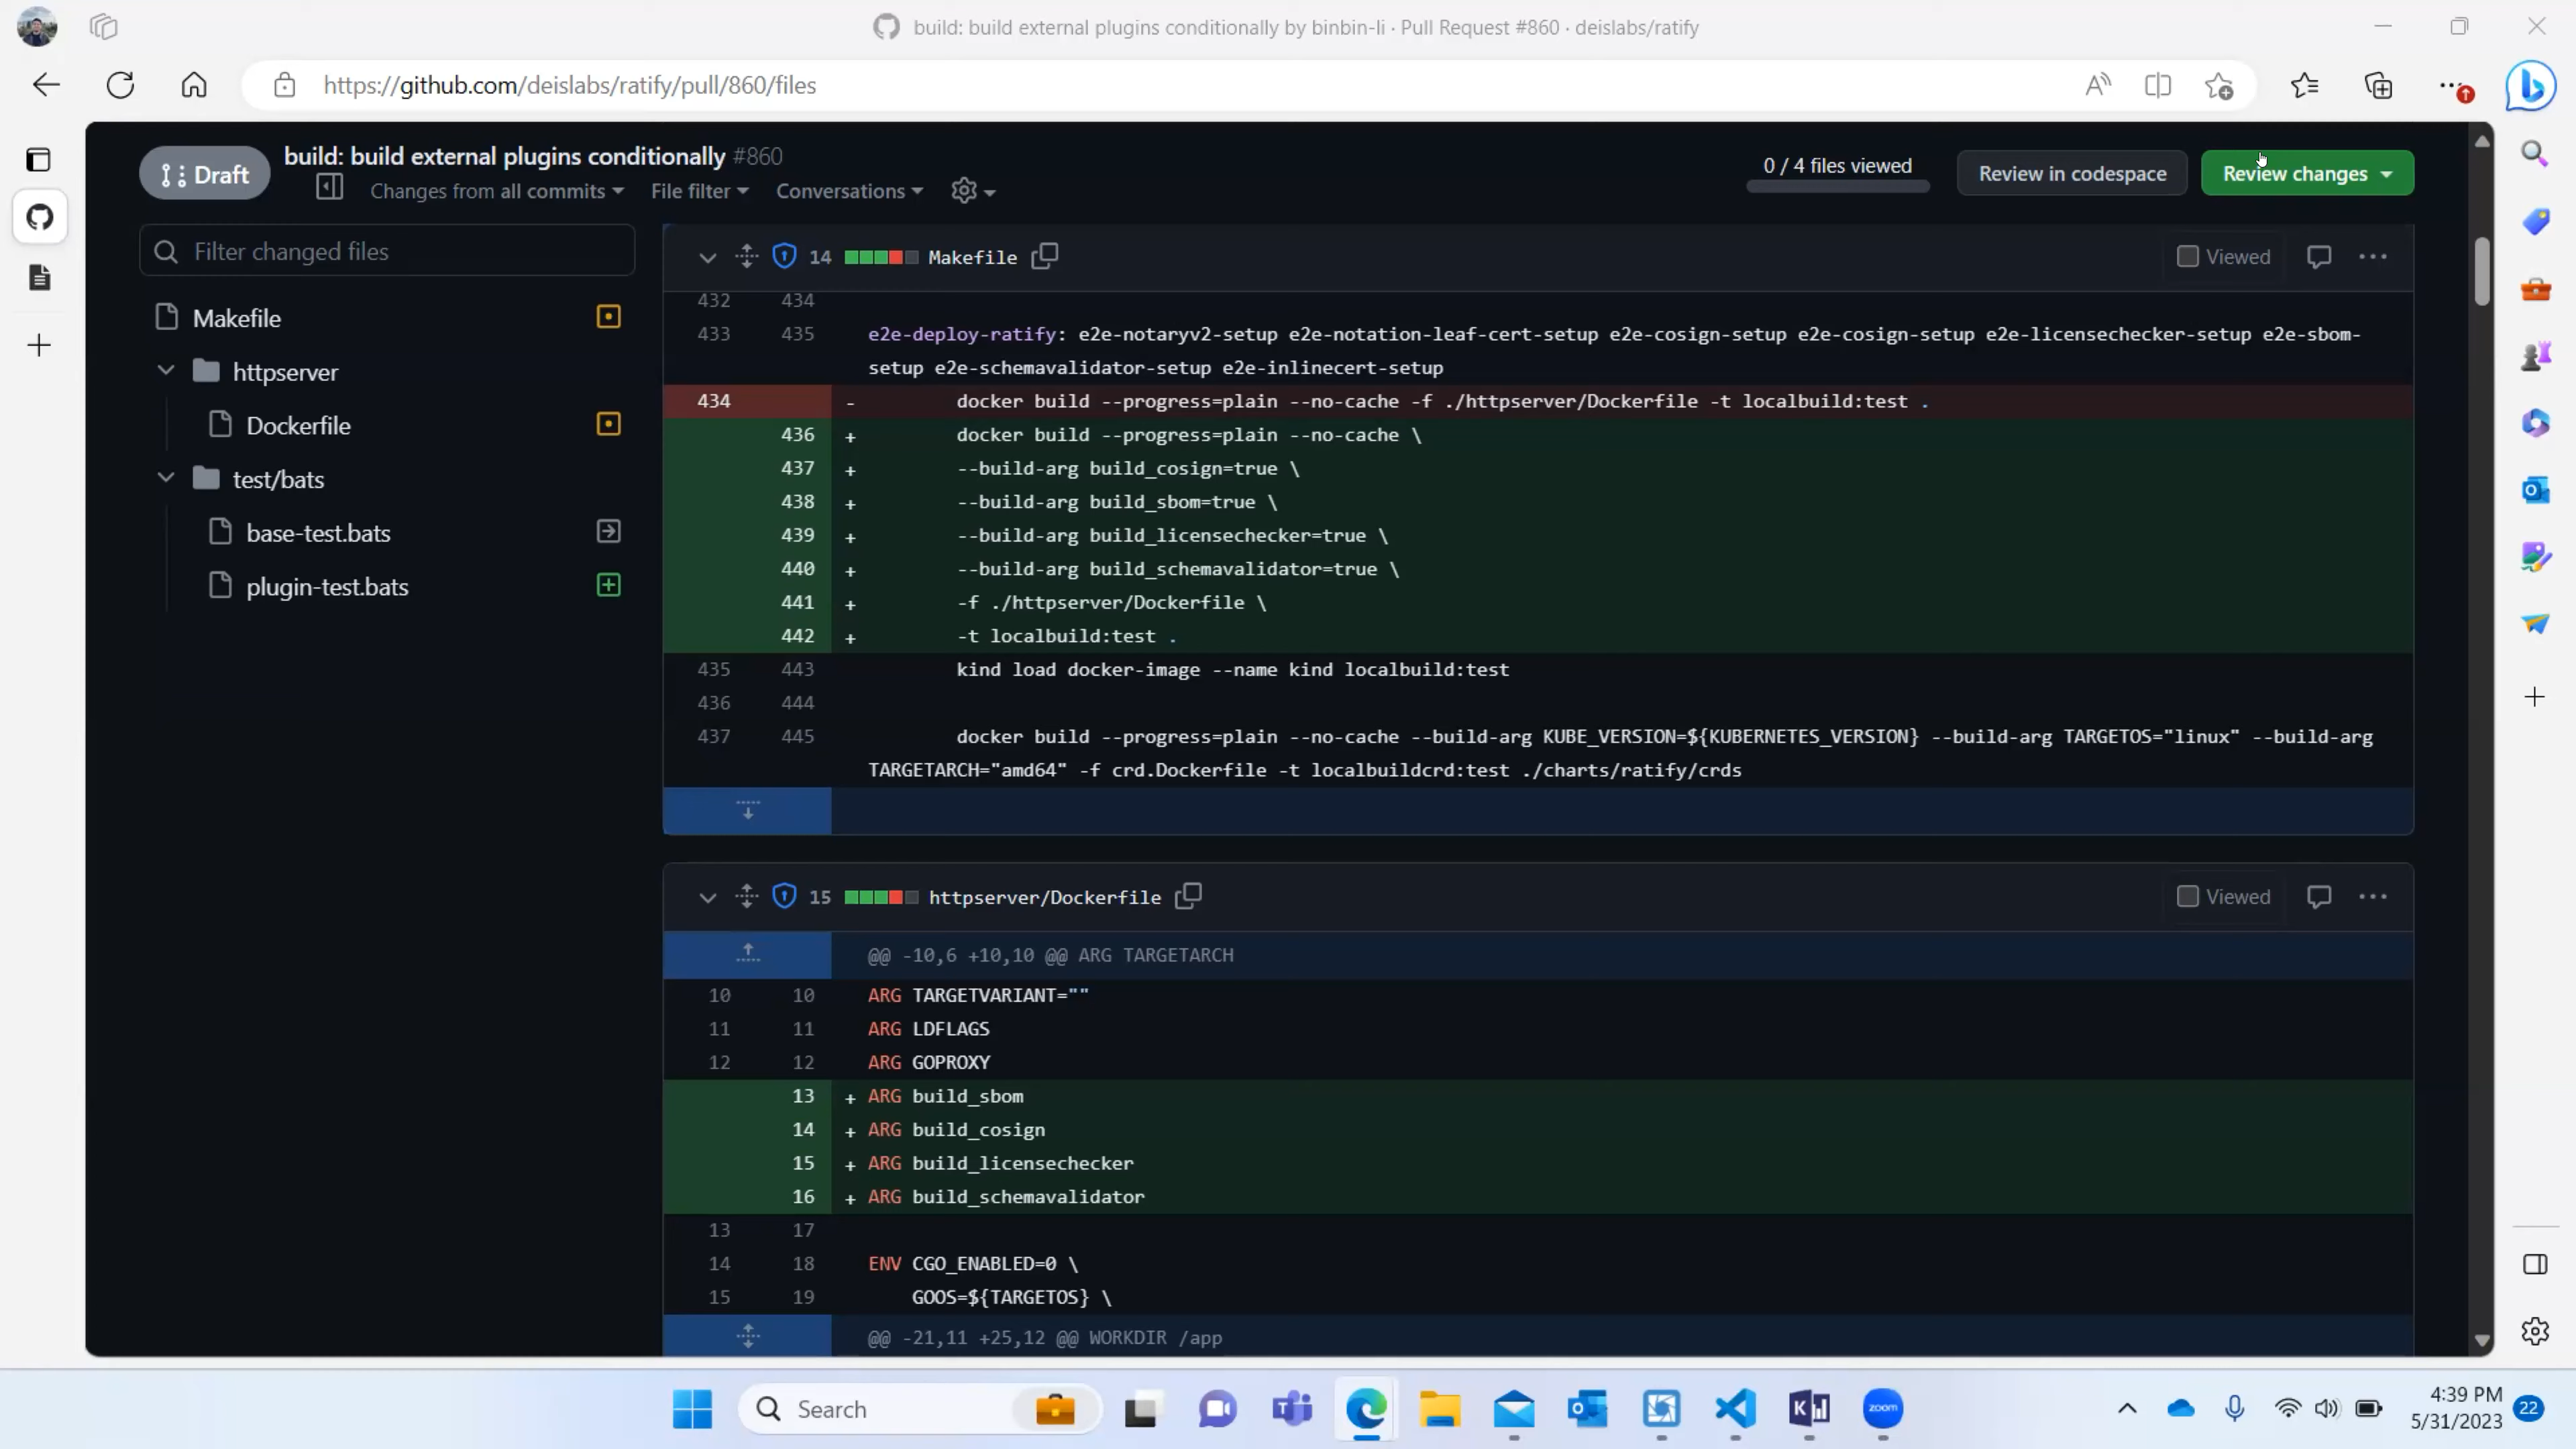 build: build external plugins conditionally by binbin-li · Pull Request #860 · deislabs/ratify
https://github.com/deislabs/ratify/pull/860/files
Draft
build: build external plugins conditionally #860
Changes from all commits
File filter
Conversations
0 / 4 files viewed
Review in codespace
Review changes
Filter changed files
Makefile
httpserver
Dockerfile
test/bats
base-test.bats
plugin-test.bats
14 Makefile
Viewed
432 434
433 435 e2e-deploy-ratify: e2e-notaryv2-setup e2e-notation-leaf-cert-setup e2e-cosign-setup e2e-cosign-setup e2e-licensechecker-setup e2e-sbom-
setup e2e-schemavalidator-setup e2e-inlinecert-setup
434 - docker build --progress=plain --no-cache -f ./httpserver/Dockerfile -t localbuild:test .
436 + docker build --progress=plain --no-cache \
437 + --build-arg build_cosign=true \
438 + --build-arg build_sbom=true \
439 + --build-arg build_licensechecker=true \
440 + --build-arg build_schemavalidator=true \
441 + -f ./httpserver/Dockerfile \
442 + -t localbuild:test .
435 443 kind load docker-image --name kind localbuild:test
436 444
437 445 docker build --progress=plain --no-cache --build-arg KUBE_VERSION=${KUBERNETES_VERSION} --build-arg TARGETOS="linux" --build-arg
TARGETARCH="amd64" -f crd.Dockerfile -t localbuildcrd:test ./charts/ratify/crds
15 httpserver/Dockerfile
Viewed
@@ -10,6 +10,10 @@ ARG TARGETARCH
10 10 ARG TARGETVARIANT=""
11 11 ARG LDFLAGS
12 12 ARG GOPROXY
13 + ARG build_sbom
14 + ARG build_cosign
15 + ARG build_licensechecker
16 + ARG build_schemavalidator
13 17
14 18 ENV CGO_ENABLED=0 \
15 19 GOOS=${TARGETOS} \
@@ -21,11 +25,12 @@ WORKDIR /app
Search
zoom
4:39 PM
5/31/2023
22